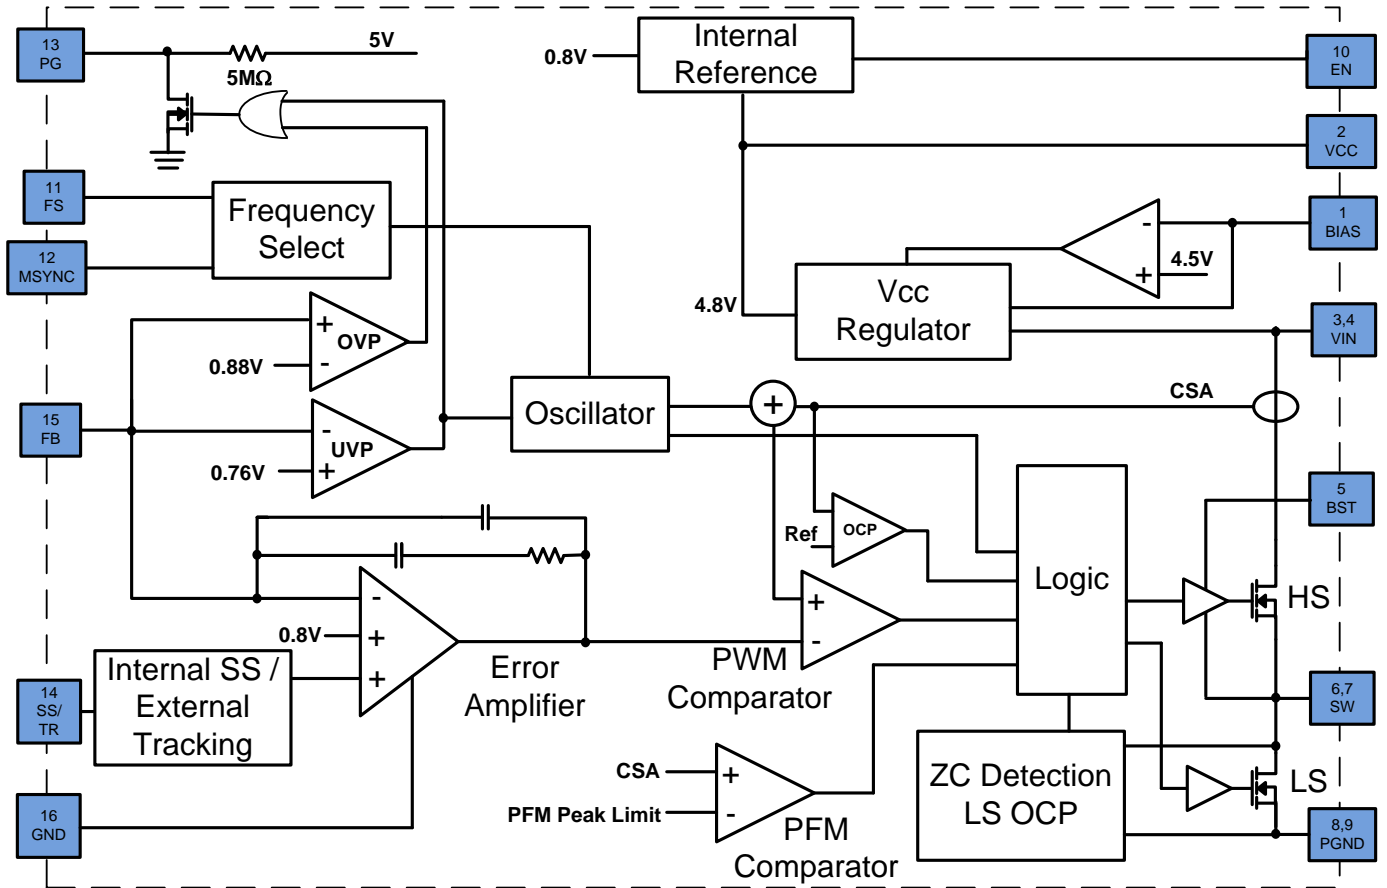 13
PG
5V
5MΩ
0.8V
Internal
Reference
10
EN
2
VCC
11
FS
12
MSYNC
Frequency
Select
1
BIAS
-
+
4.5V
4.8V
Vcc
Regulator
3,4
VIN
+
OVP
-
0.88V
15
FB
-
UVP
+
0.76V
Oscillator
+
CSA
5
BST
Ref
OCP
Logic
HS
+
-
PWM
Comparator
-
+
+
0.8V
Error
Amplifier
Internal SS /
External
Tracking
14
SS/
TR
6,7
SW
CSA
PFM Peak Limit
+
-
PFM
Comparator
ZC Detection
LS OCP
LS
16
GND
8,9
PGND